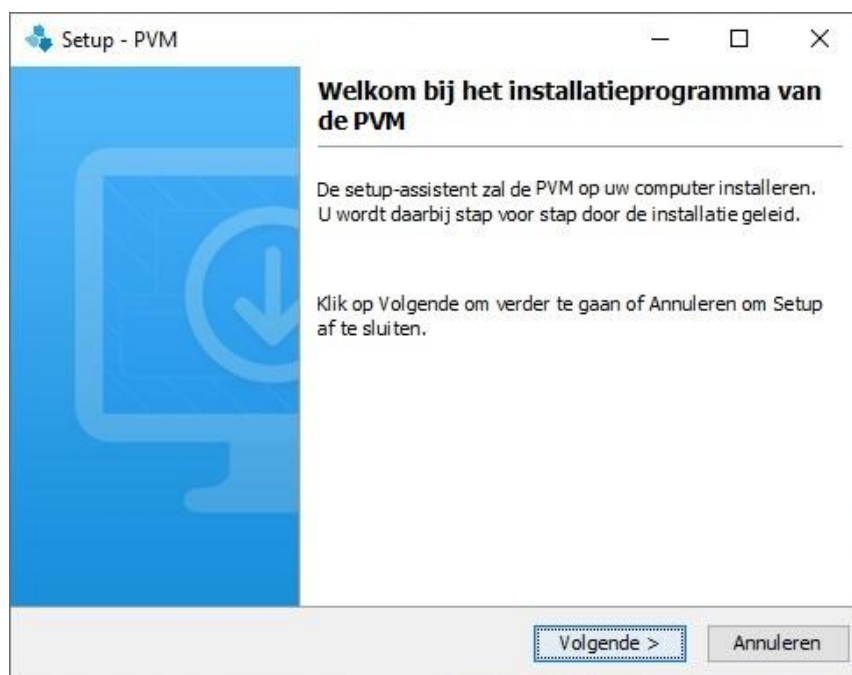 Setup - PVM
Welkom bij het installatieprogramma van
de PVM
De setup-assistent zal de PVM op uw computer installeren.
U wordt daarbij stap voor stap door de installatie geleid.
Klik op Volgende om verder te gaan of Annuleren om Setup
af te sluiten.
Volgende >
Annuleren